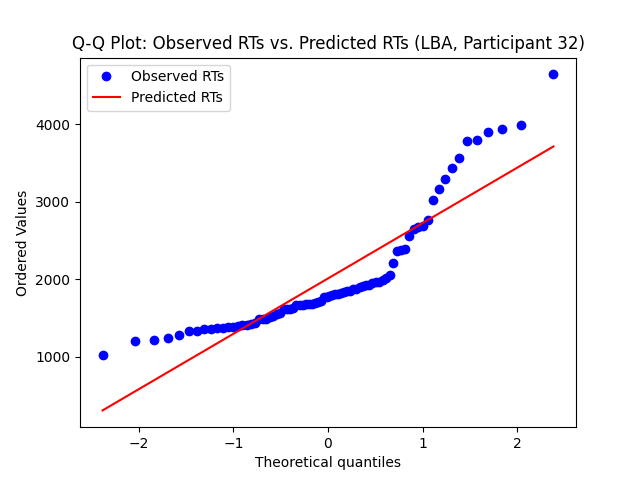 Q-Q Plot: Observed RTs vs. Predicted RTs (LBA, Participant 32)
Observed RTs
Predicted RTs
Ordered Values
4000
3000
2000
1000
−2
−1
0
1
2
Theoretical quantiles